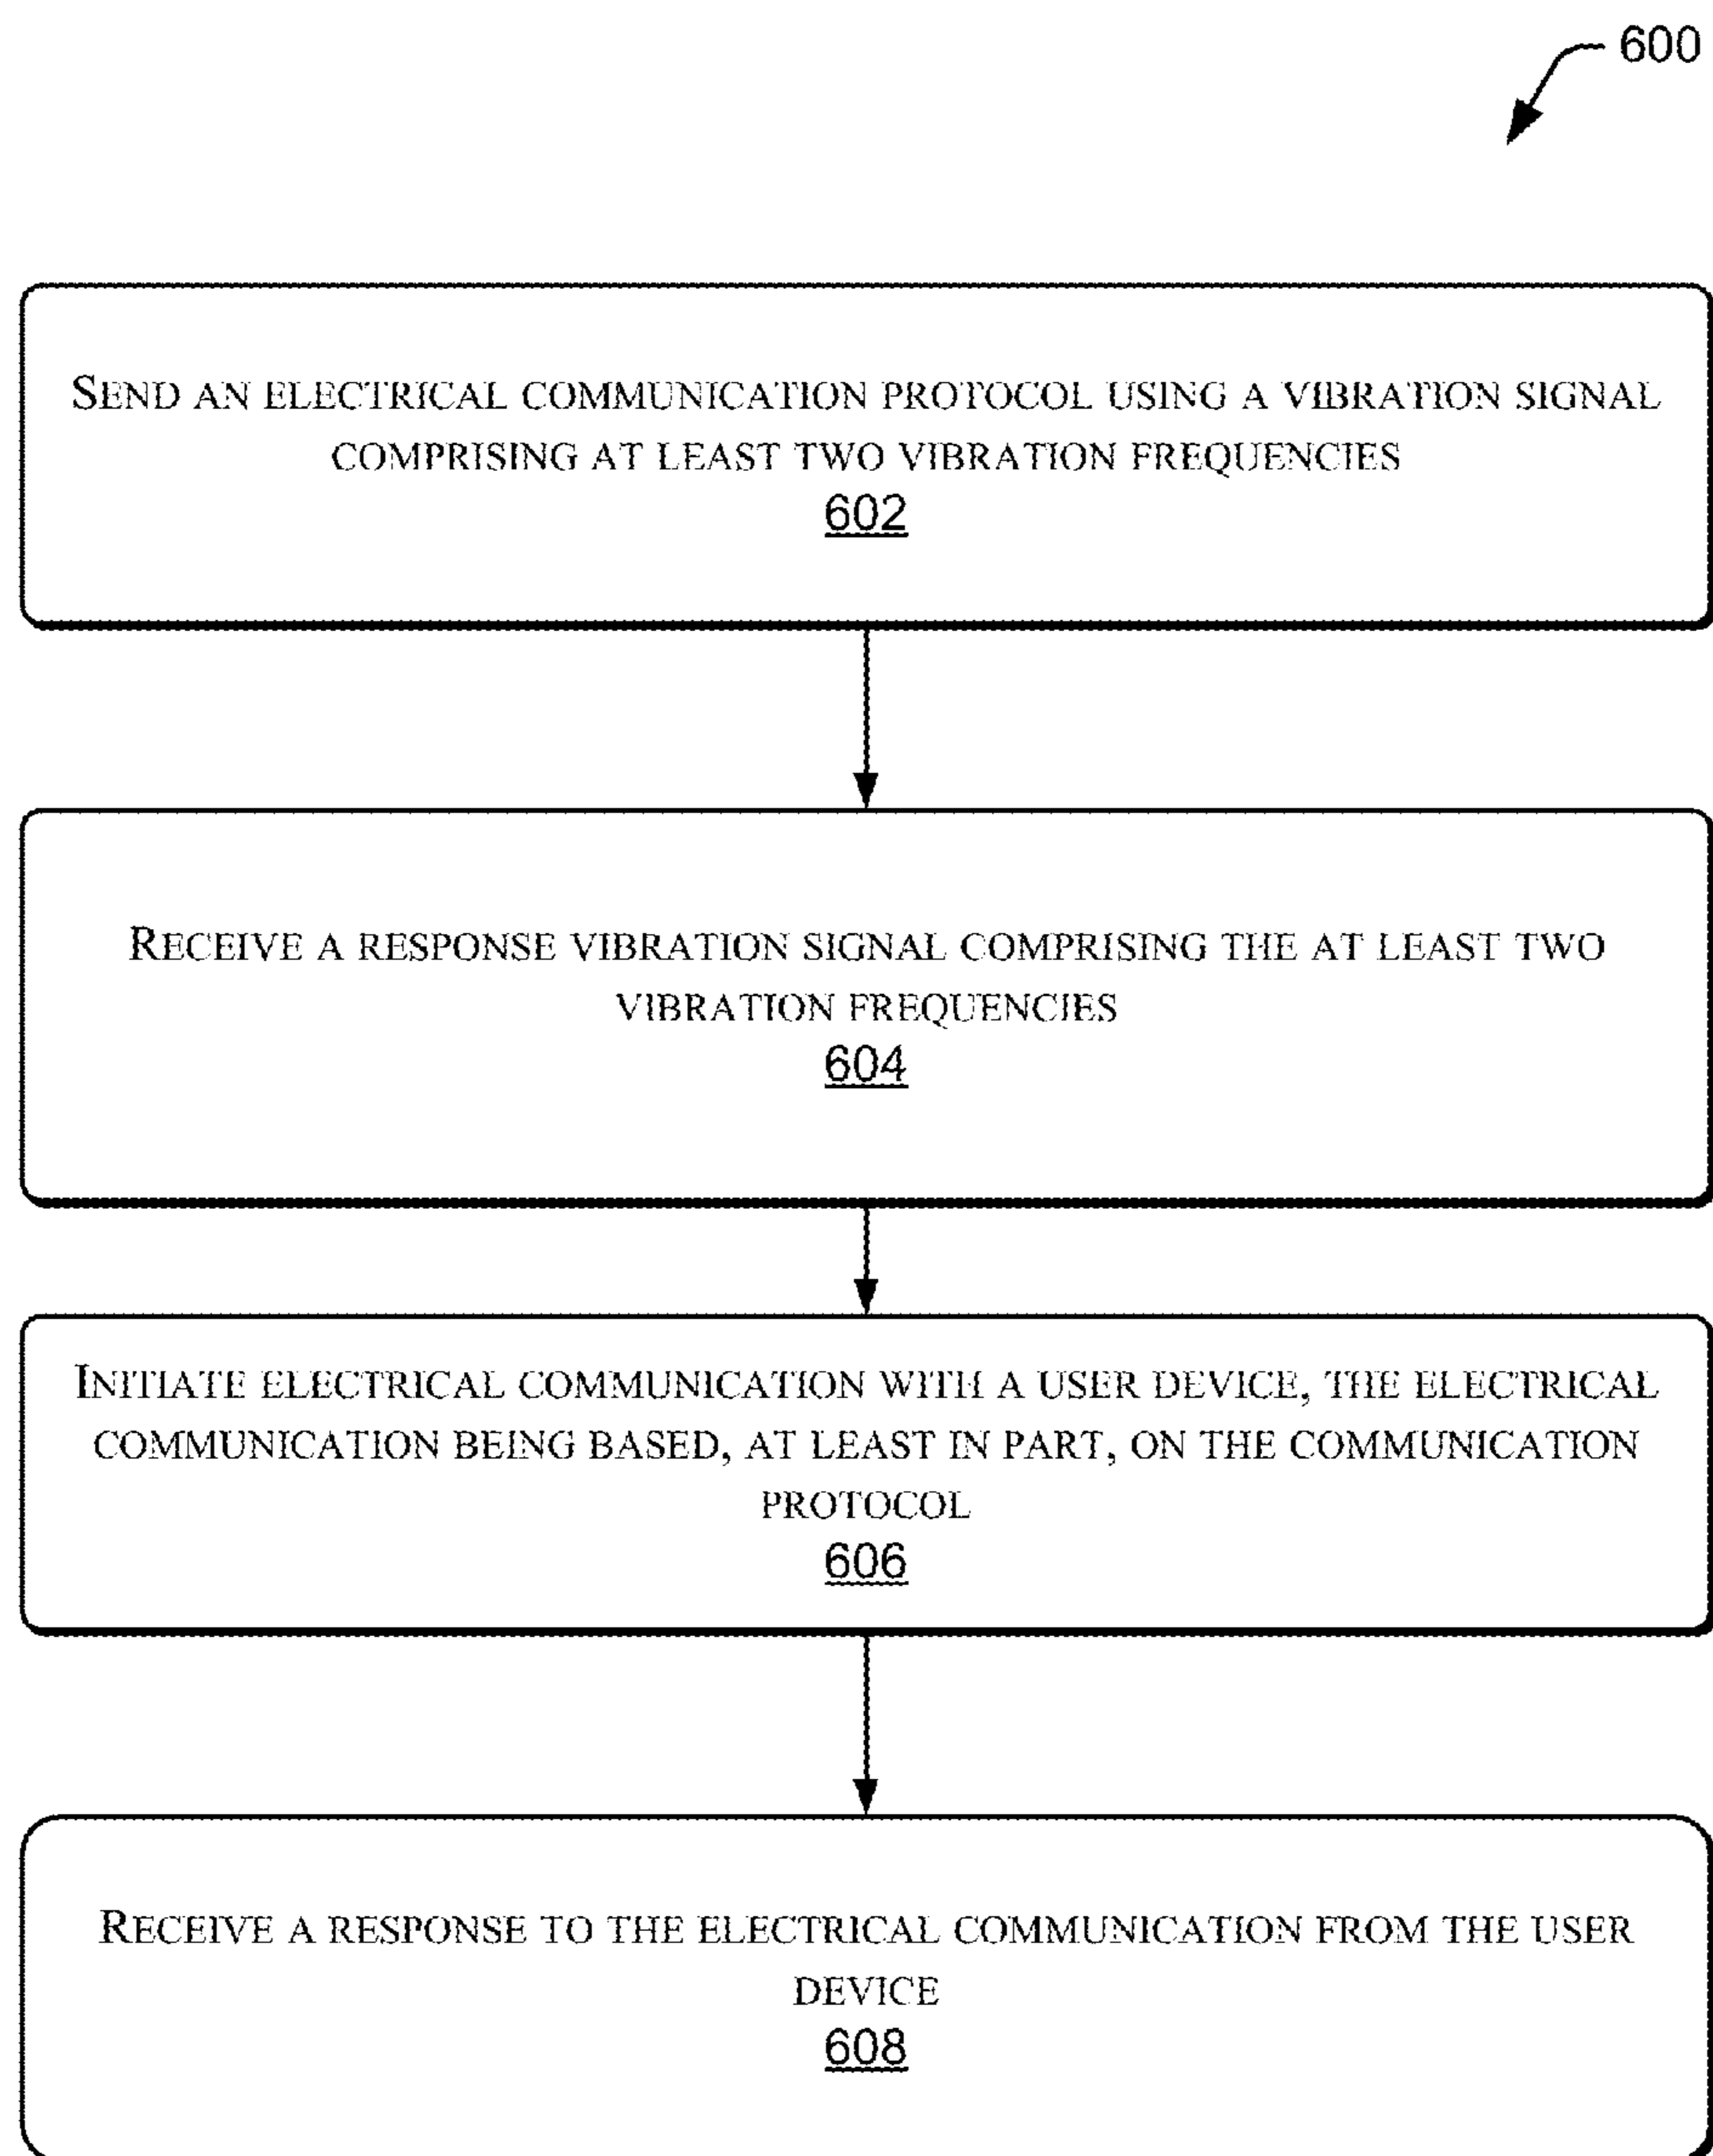 600
SEND AN ELECTRICAL COMMUNICATION PROTOCOL USING A VIBRATION SIGNAL
COMPRISING AT LEAST TWO VIBRATION FREQUENCIES
602
RECEIVE A RESPONSE VIBRATION SIGNAL COMPRISING THE AT LEAST TWO
VIBRATION FREQUENCIES
604
INITIATE ELECTRICAL COMMUNICATION WITH A USER DEVICE, THE ELECTRICAL
COMMUNICATION BEING BASED, AT LEAST IN PART, ON THE COMMUNICATION
PROTOCOL
606
RECEIVE A RESPONSE TO THE ELECTRICAL COMMUNICATION FROM THE USER
DEVICE
608